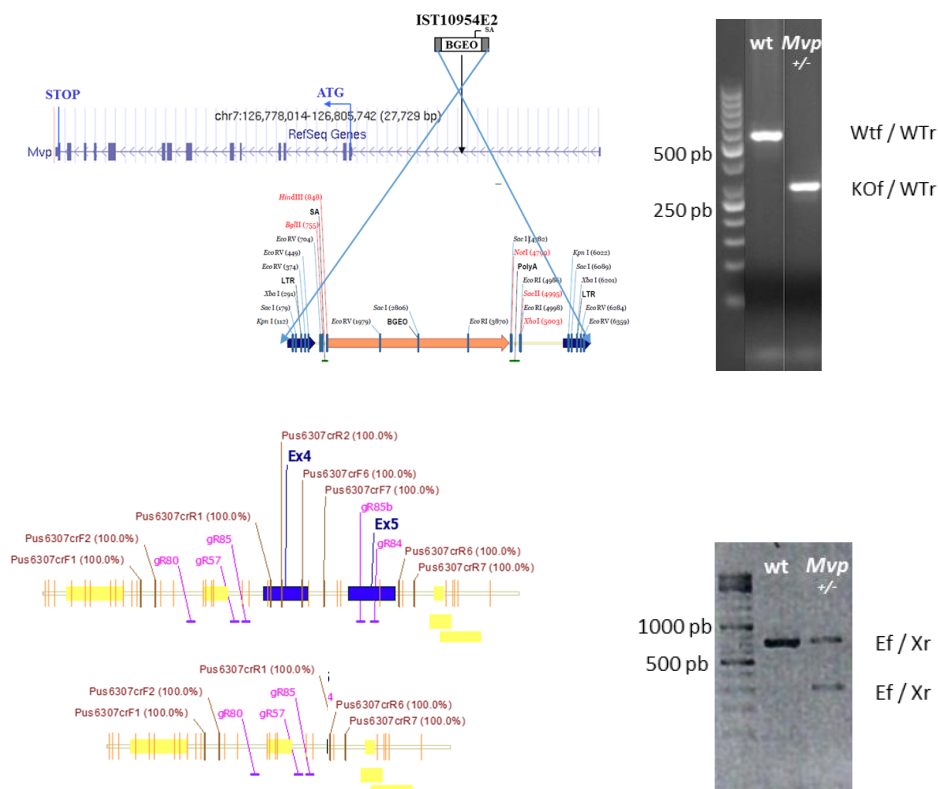 IST10954E2
SA
BGEO
STOP
ATG
chr7:126,778,014-126,805,742 (27,729 bp)
RefSeq Genes
Mvp
HindIII (848)
SA
BglII (755)
EcoRV (704)
EcoRV (449)
EcoRV (374)
LTR
XbaI (291)
SacI (179)
KpnI (112)
EcoRV (1979)
SacI (2806)
BGEO
EcoRI (3870)
SacI (4782)
NotI (4799)
PolyA
EcoRI (4986)
SacII (4995)
EcoRI (4998)
XhoI (5003)
KpnI (6022)
SacI (6089)
XbaI (6201)
LTR
EcoRV (6284)
EcoRV (6359)
wt Mvp
+/-
500 pb
250 pb
Wtf / WTr
KOf / WTr
Pus6307crR2 (100.0%)
Ex4
Pus6307crF6 (100.0%)
Pus6307crF7 (100.0%)
gR85b
Pus6307crR1 (100.0%)
Ex5
Pus6307crF2 (100.0%)
gR85
gR84
Pus6307crF1 (100.0%)
gR80
gR57
Pus6307crR6 (100.0%)
Pus6307crR7 (100.0%)
Pus6307crR1 (100.0%)
Pus6307crF2 (100.0%)
gR85
4
Pus6307crF1 (100.0%)
gR80
gR57
Pus6307crR6 (100.0%)
Pus6307crR7 (100.0%)
wt Mvp
+/-
1000 pb
500 pb
Ef / Xr
Ef / Xr